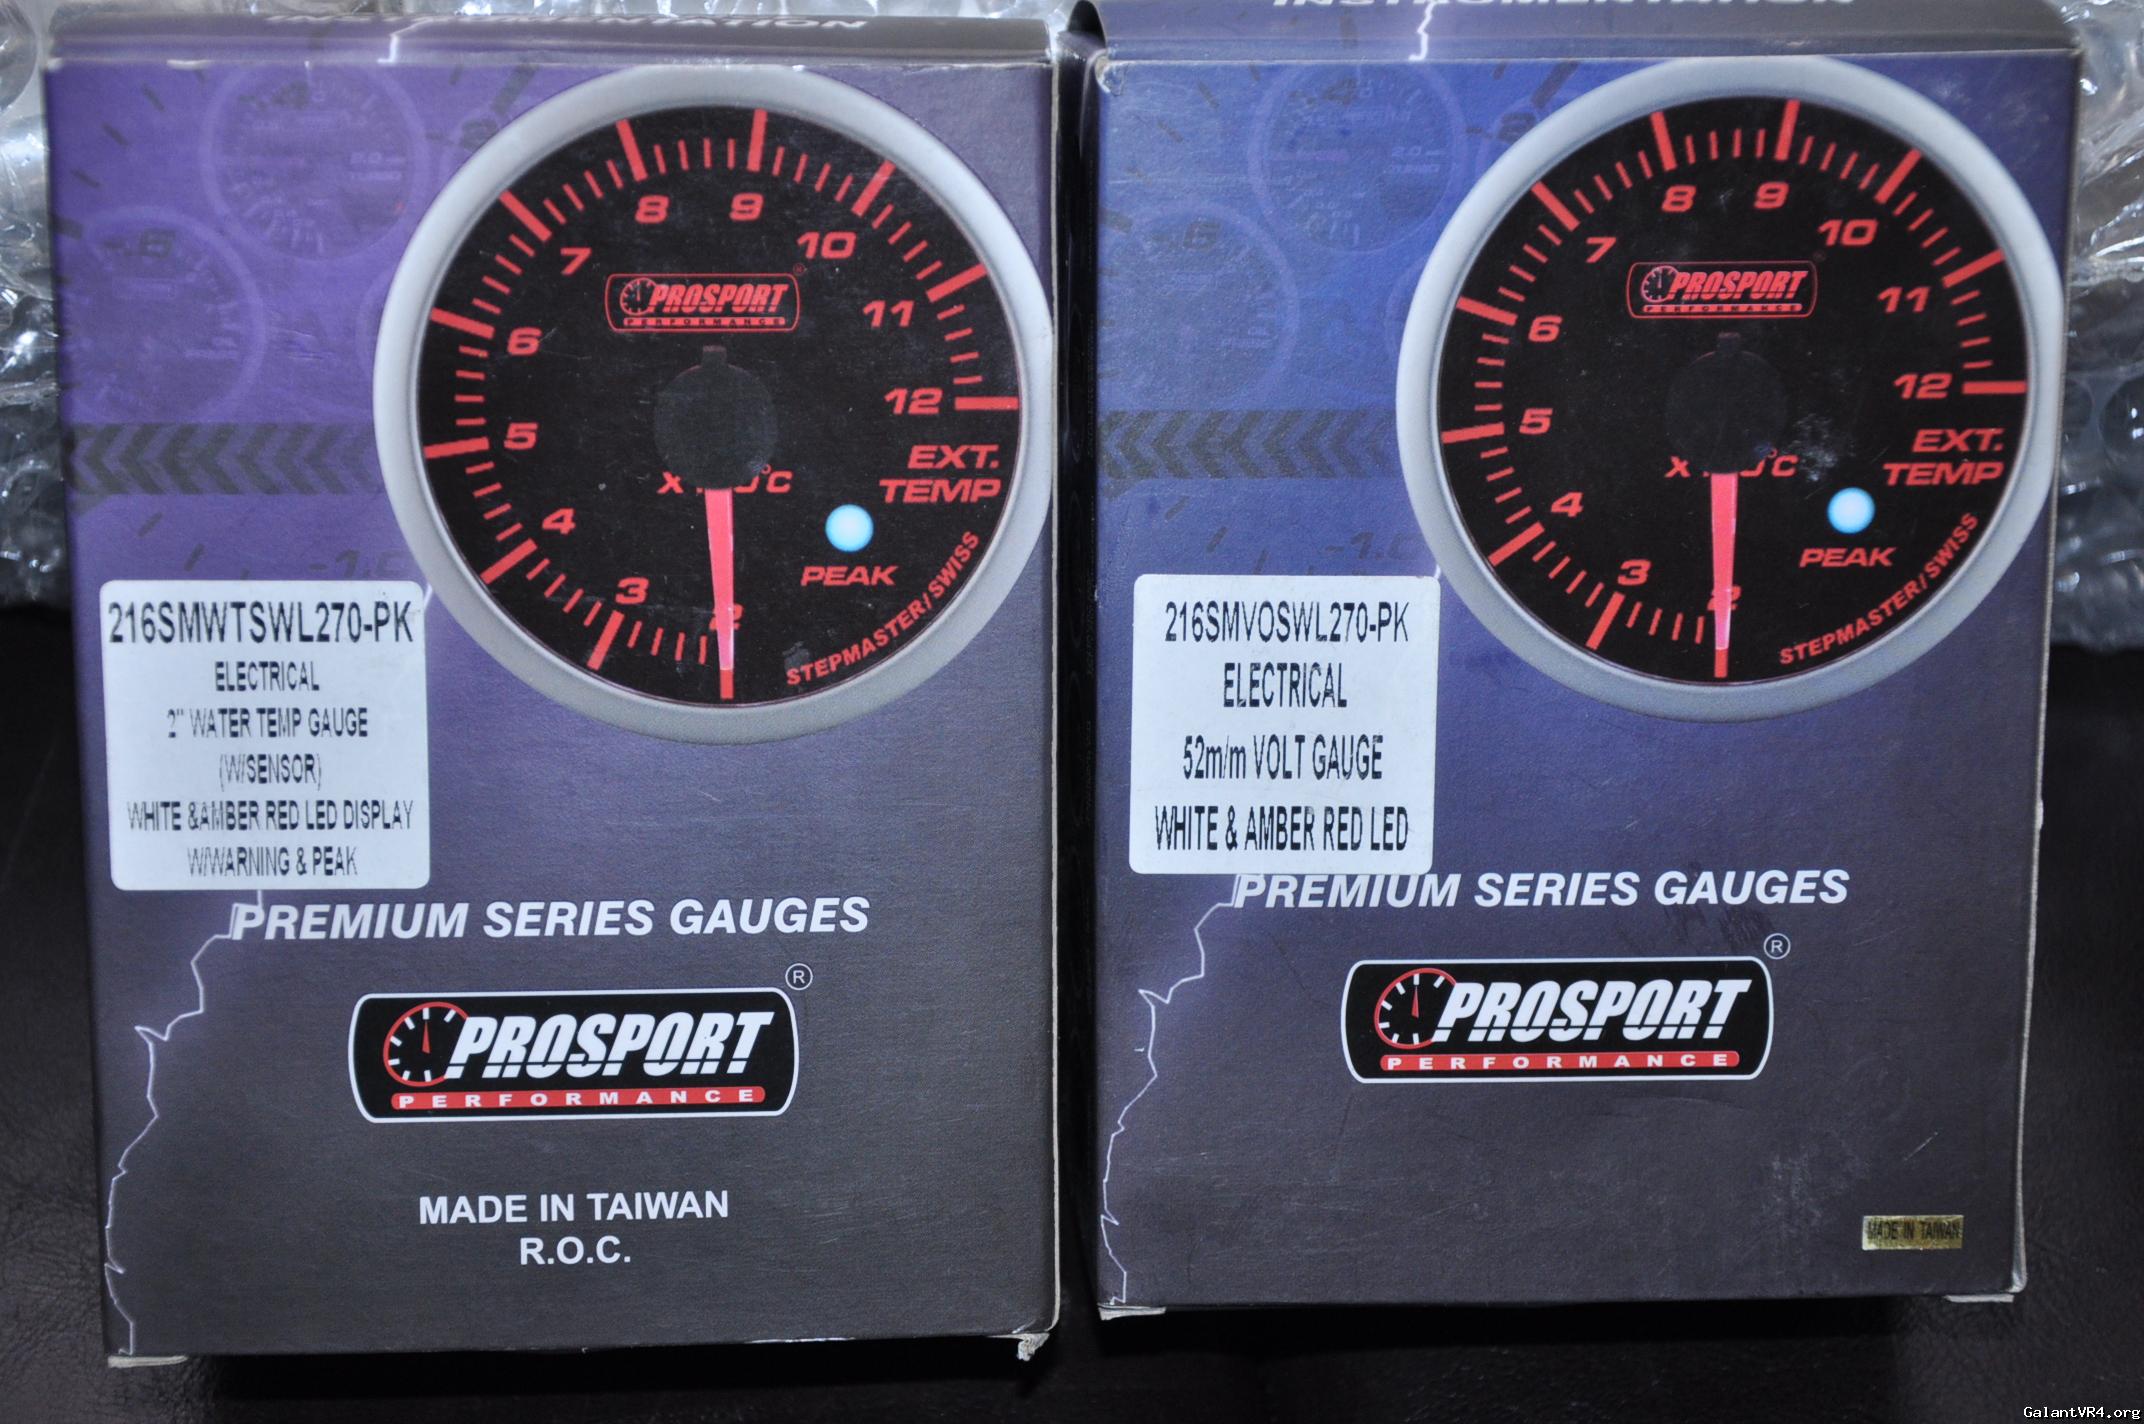 INSTRUMENTATION
8
9
7
10
PROSPORT
PERFORMANCE
11
6
12
5
EXT.
TEMP
4
PEAK
3
2
STEPMASTER/SWISS
216SMWTSWL270-PK
ELECTRICAL
2" WATER TEMP GAUGE
(W/SENSOR)
WHITE &AMBER RED LED DISPLAY
W/WARNING & PEAK
PREMIUM SERIES GAUGES
®
PROSPORT
PERFORMANCE
MADE IN TAIWAN
R.O.C.
INSTRUMENTATION
8
9
7
10
PROSPORT
PERFORMANCE
11
6
12
5
EXT.
TEMP
4
PEAK
3
2
STEPMASTER/SWISS
216SMVOSWL270-PK
ELECTRICAL
52m/m VOLT GAUGE
WHITE & AMBER RED LED
PREMIUM SERIES GAUGES
®
PROSPORT
PERFORMANCE
MADE IN TAIWAN
GalantVR4.org